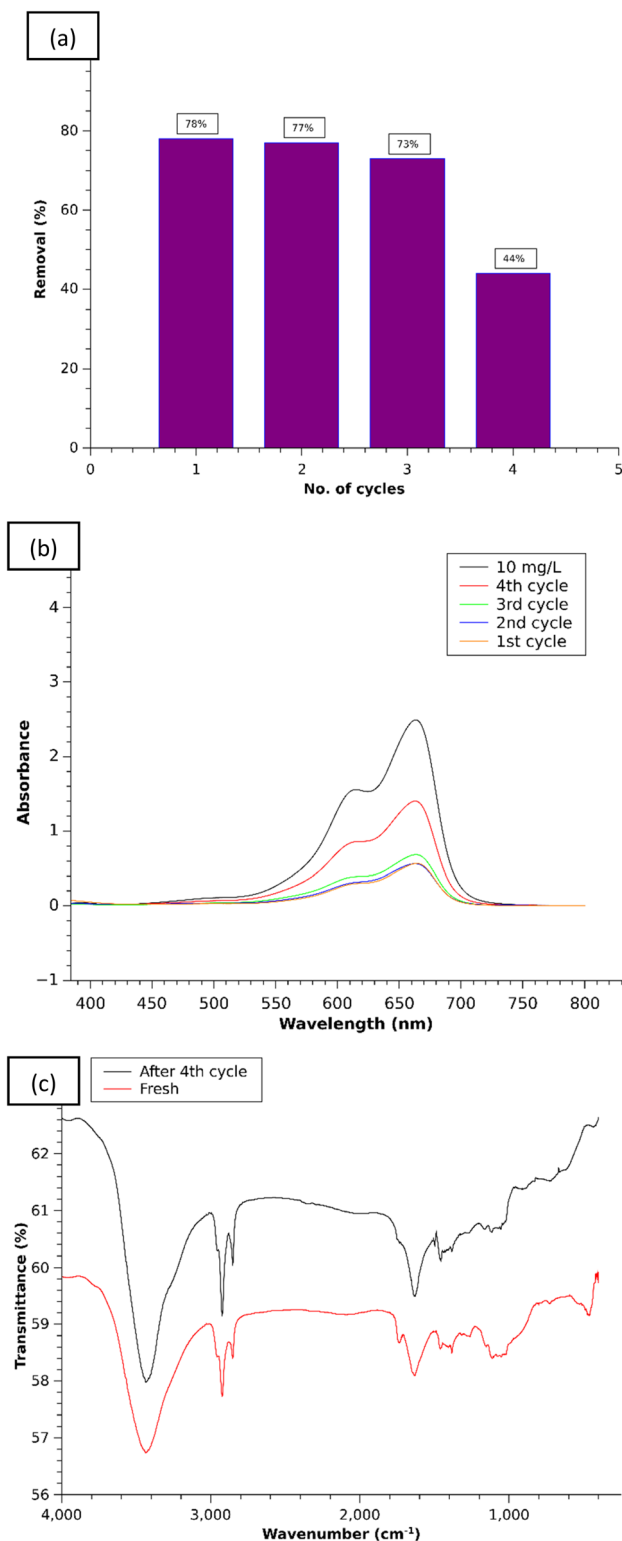 (a)
80
60
40
20
0
Removal (%)
78%
77%
73%
44%
0 1 2 3 4 5
No. of cycles
(b)
10 mg/L
4th cycle
3rd cycle
2nd cycle
1st cycle
4
3
2
1
0
−1
Absorbance
400 450 500 550 600 650 700 750 800
Wavelength (nm)
(c)
After 4th cycle
Fresh
62
61
60
59
58
57
56
Transmittance (%)
4,000 3,000 2,000 1,000
Wavenumber (cm⁻¹)